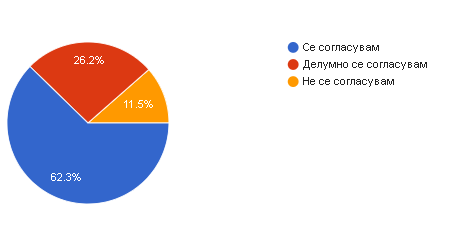 26.2%
11.5%
62.3%
Се согласувам
Делумно се согласувам
Не се согласувам